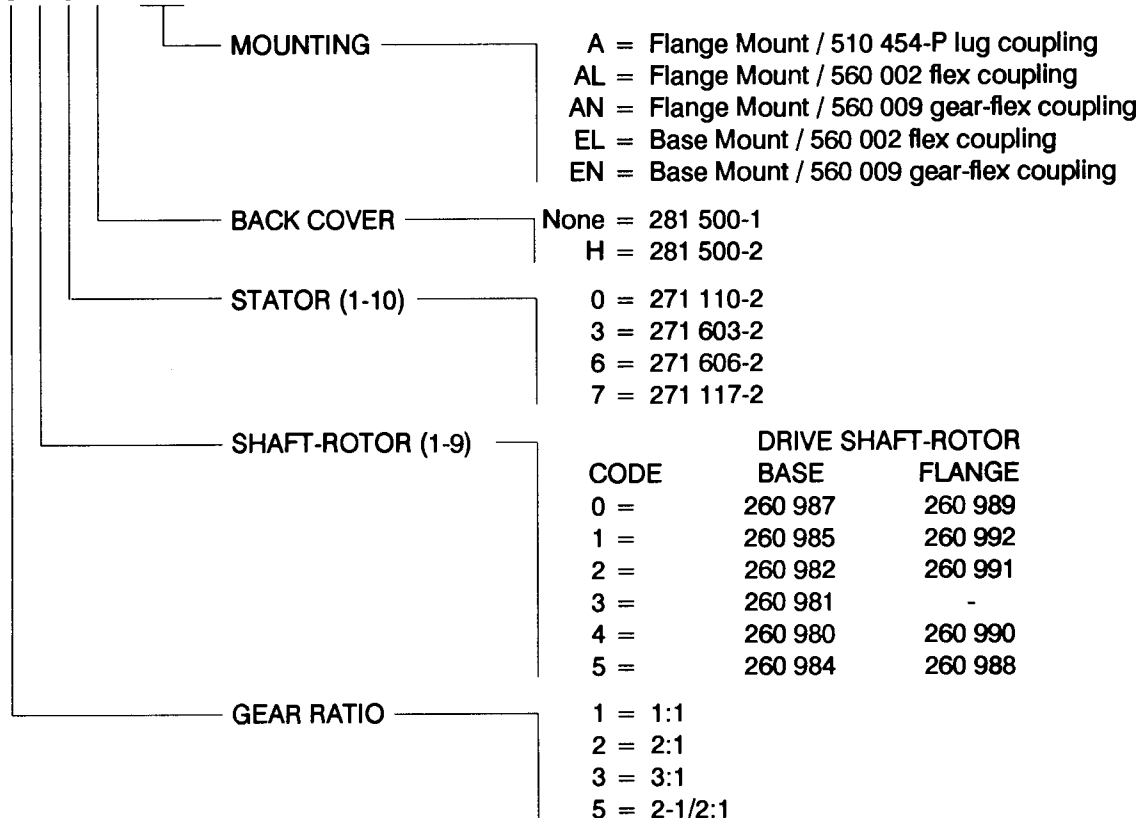 MOUNTING
A = Flange Mount / 510 454-P lug coupling
AL = Flange Mount / 560 002 flex coupling
AN = Flange Mount / 560 009 gear-flex coupling
EL = Base Mount / 560 002 flex coupling
EN = Base Mount / 560 009 gear-flex coupling
BACK COVER
None = 281 500-1
H = 281 500-2
STATOR (1-10)
0 = 271 110-2
3 = 271 603-2
6 = 271 606-2
7 = 271 117-2
SHAFT-ROTOR (1-9)
DRIVE SHAFT-ROTOR
CODE BASE FLANGE
0 = 260 987 260 989
1 = 260 985 260 992
2 = 260 982 260 991
3 = 260 981 -
4 = 260 980 260 990
5 = 260 984 260 988
GEAR RATIO
1 = 1:1
2 = 2:1
3 = 3:1
5 = 2-1/2:1